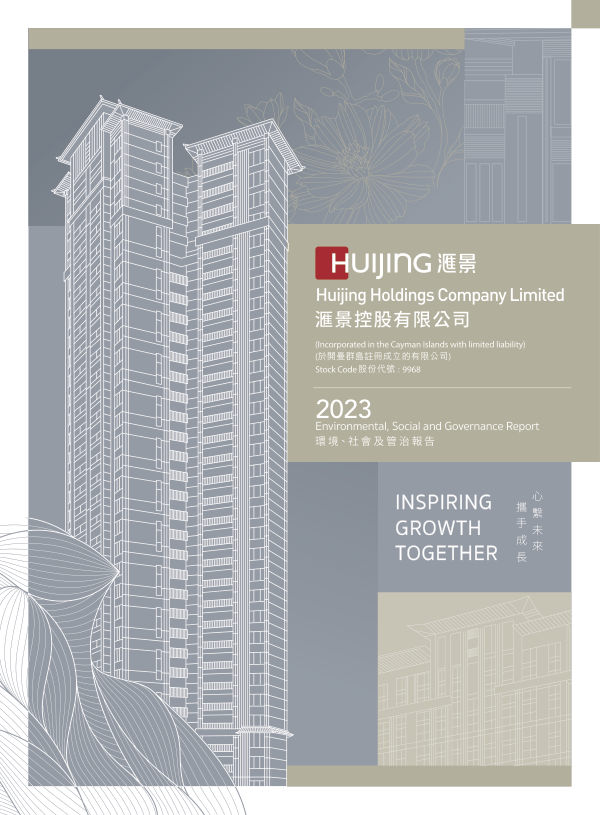 HUIJING 滙景
Huijing Holdings Company Limited
滙景控股有限公司
(Incorporated in the Cayman Islands with limited liability)
(於開曼群島註冊成立的有限公司)
Stock Code 股份代號 : 9968
2023
Environmental, Social and Governance Report
環境、社會及管治報告
INSPIRING
GROWTH
TOGETHER
心繫未來
攜手成長